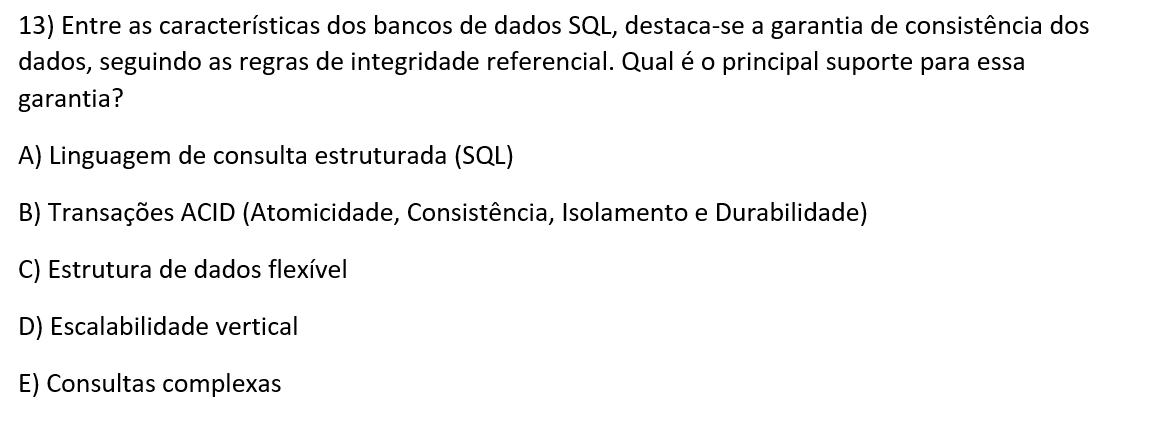 13) Entre as características dos bancos de dados SQL, destaca-se a garantia de consistência dos
dados, seguindo as regras de integridade referencial. Qual é o principal suporte para essa
garantia?
A) Linguagem de consulta estruturada (SQL)
B) Transações ACID (Atomicidade, Consistência, Isolamento e Durabilidade)
C) Estrutura de dados flexível
D) Escalabilidade vertical
E) Consultas complexas